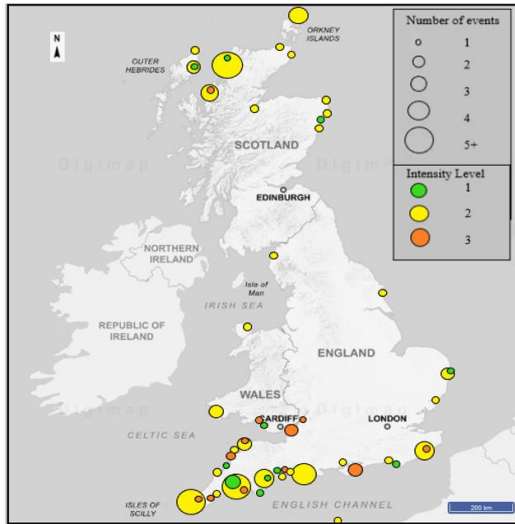 N
ORKNEY
ISLANDS
OUTER
HEBRIDES
Number of events
1
2
3
4
5+
Intensity Level
1
2
3
Digimap
Digimap
SCOTLAND
EDINBURGH
NORTHERN
IRELAND
Isle of
Man
IRISH SEA
REPUBLIC OF
IRELAND
ENGLAND
WALES
CARDIFF
LONDON
Digimap
Digimap
CELTIC SEA
ISLES OF
SCILLY
ENGLISH CHANNEL
200 km